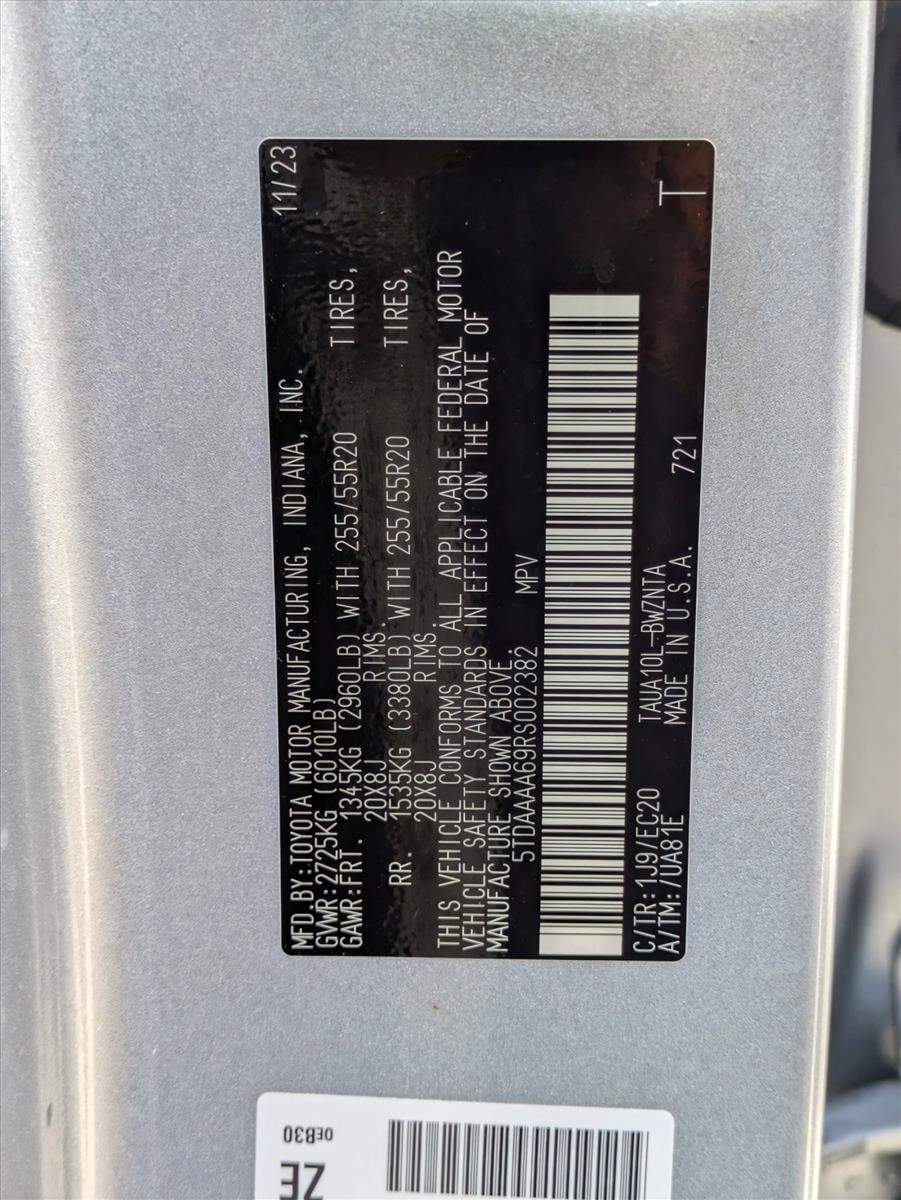 MFD.BY:TOYOTA MOTOR MANUFACTURING, INDIANA, INC. 11/23
GVWR:2725KG (6010LB)
GAWR:FRT. 1345KG (2960LB) WITH 255/55R20 TIRES,
20X8J RIMS.
RR. 1535KG (3380LB) WITH 255/55R20 TIRES,
20X8J RIMS.
THIS VEHICLE CONFORMS TO ALL APPLICABLE FEDERAL MOTOR
VEHICLE SAFETY STANDARDS IN EFFECT ON THE DATE OF
MANUFACTURE SHOWN ABOVE.
5TDAAAA69RS002382 MPV
C/TR:1J9/EC20 TAUA10L-BWZNTA 721 T
A/TM:/UA81E MADE IN U.S.A.
0EB30
ZE